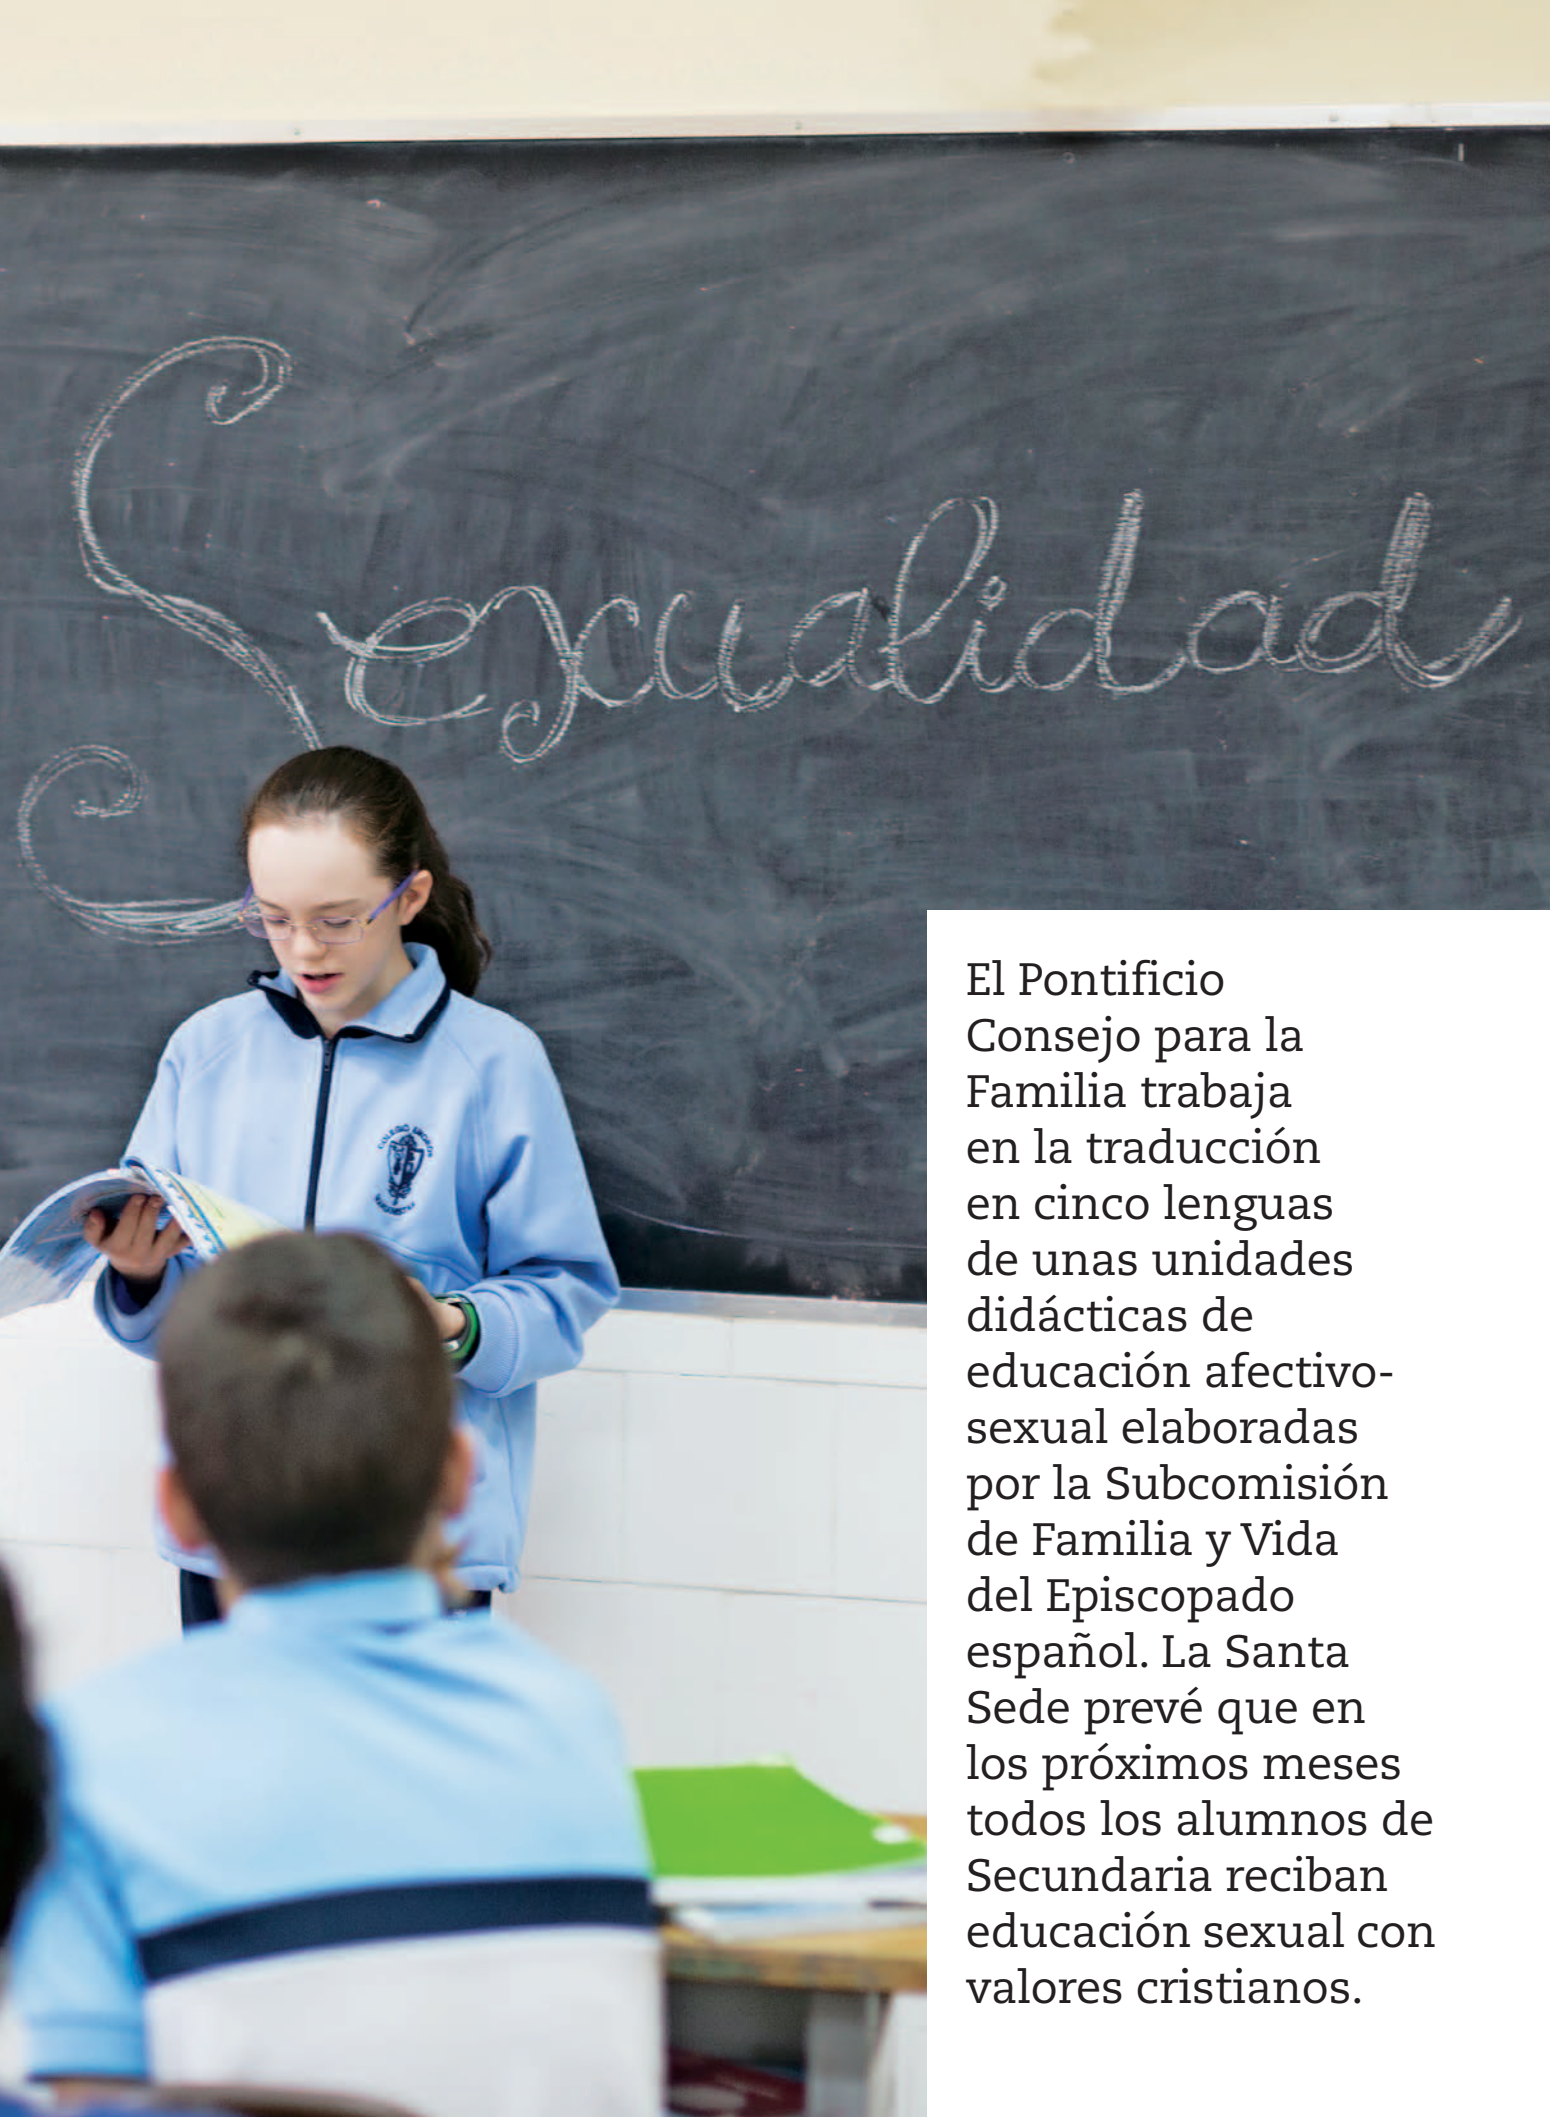 Sexualidad
El Pontificio
Consejo para la
Familia trabaja
en la traducción
en cinco lenguas
de unas unidades
didácticas de
educación afectivo-
sexual elaboradas
por la Subcomisión
de Familia y Vida
del Episcopado
español. La Santa
Sede prevé que en
los próximos meses
todos los alumnos de
Secundaria reciban
educación sexual con
valores cristianos.